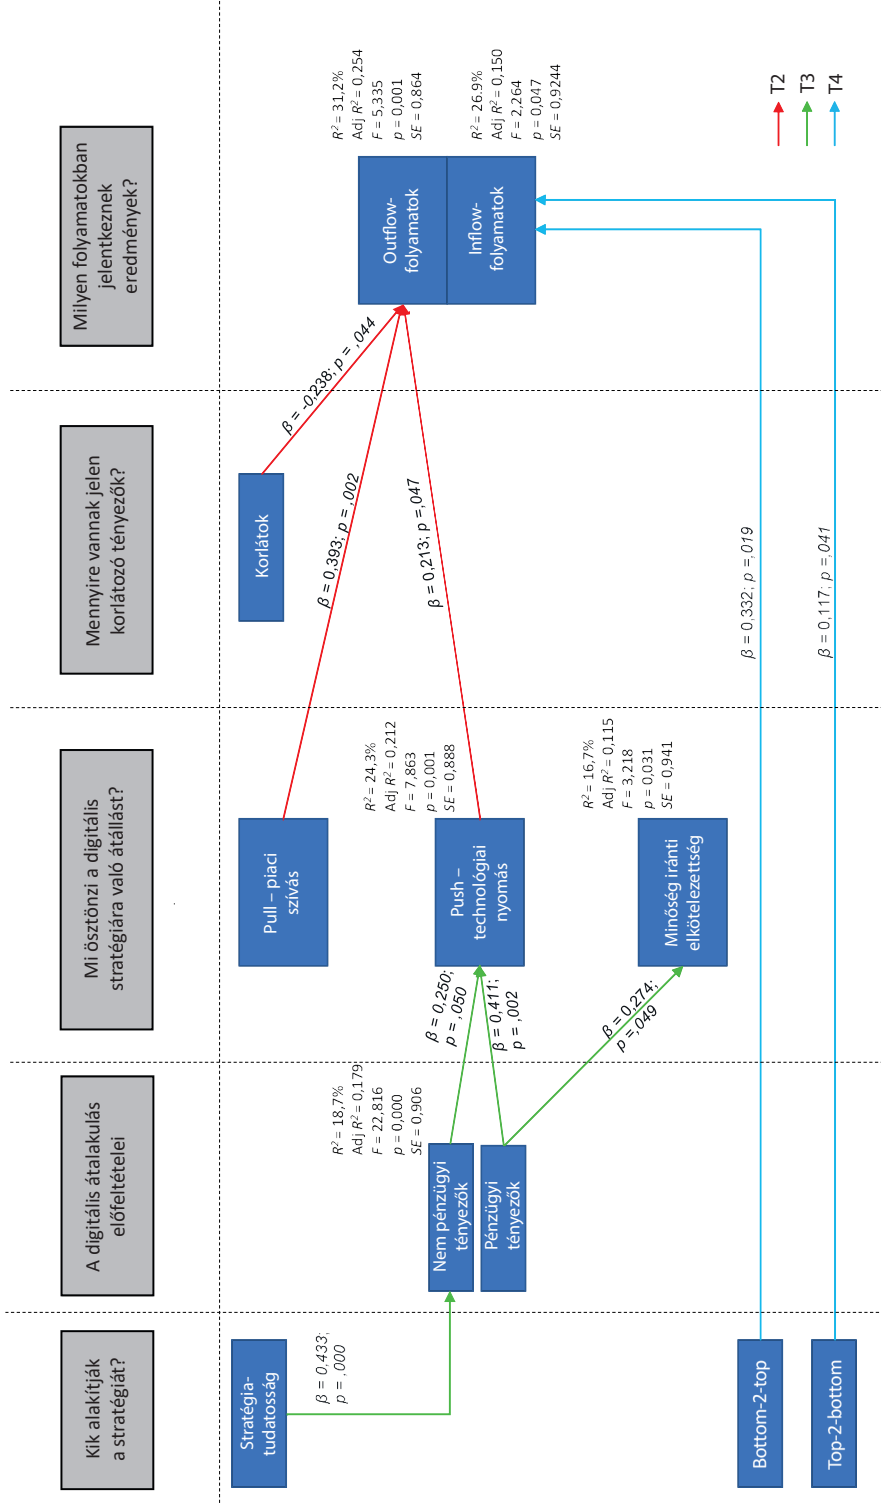 Kik alakítják
a stratégiát?
A digitális átalakulás
előfeltételei
Mi ösztönzi a digitális
stratégiára való átállást?
Mennyire vannak jelen
korlátozó tényezők?
Milyen folyamatokban
jelentkeznek
eredmények?
Stratégia-
tudatosság
β = 0,433;
p = ,000
R² = 18,7%
Adj R² = 0,179
F = 22,816
p = 0,000
SE = 0,906
Nem pénzügyi
tényezők
Pénzügyi
tényezők
β = 0,250;
p = ,050
β = 0,411;
p = ,002
β = 0,274;
p = ,049
Pull – piaci
szívás
R² = 24,3%
Adj R² = 0,212
F = 7,863
p = 0,001
SE = 0,888
Push –
technológiai
nyomás
R² = 16,7%
Adj R² = 0,115
F = 3,218
p = 0,031
SE = 0,941
Minőség iránti
elkötelezettség
Korlátok
β = -0,238; p = ,044
β = 0,393; p = ,002
β = 0,213; p = ,047
R² = 31,2%
Adj R² = 0,254
F = 5,335
p = 0,001
SE = 0,864
Outflow-
folyamatok
Inflow-
folyamatok
R² = 26.9%
Adj R² = 0,150
F = 2,264
p = 0,047
SE = 0,9244
Bottom-2-top
β = 0,332; p = ,019
Top-2-bottom
β = 0,117; p = ,041
T2
T3
T4